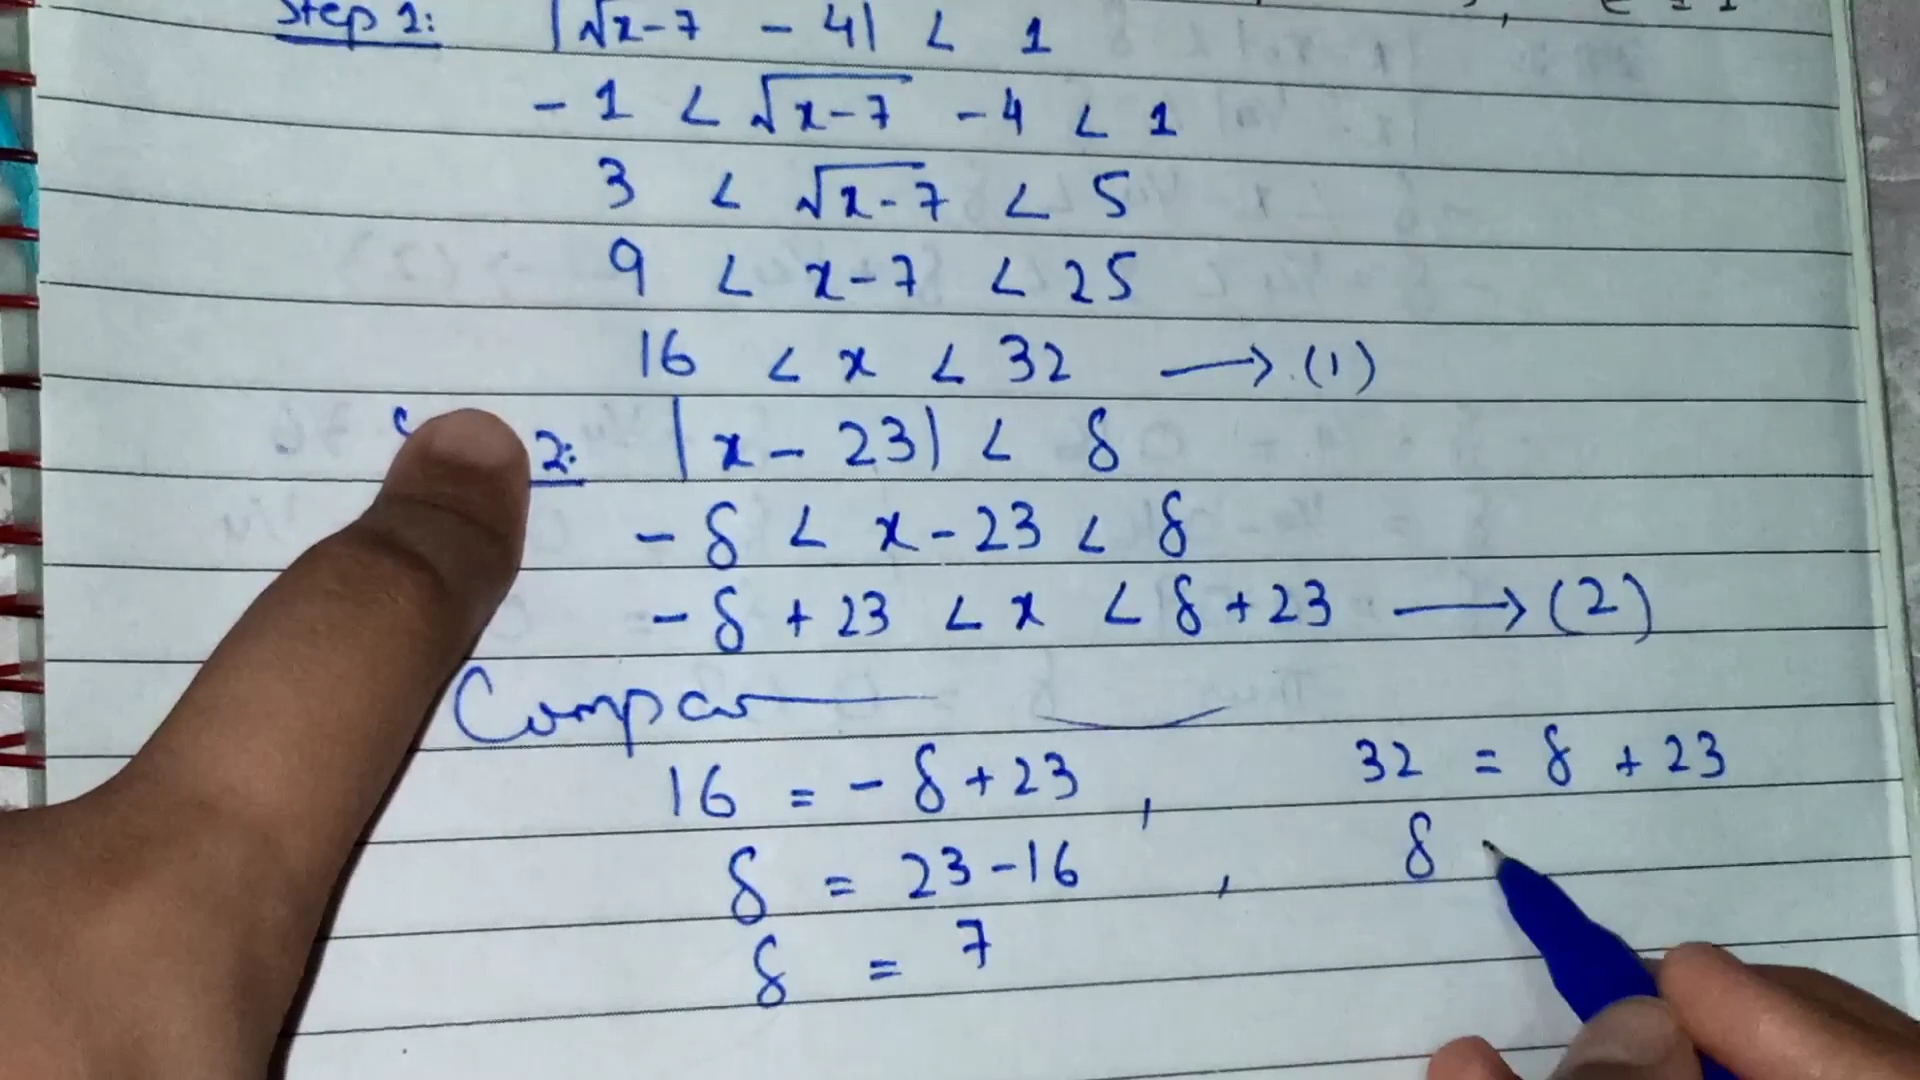 Step 1: |√x-7 - 4| < 1
-1 < √x-7 - 4 < 1
3 < √x-7 < 5
9 < x-7 < 25
16 < x < 32 → (1)
2: |x - 23| < δ
-δ < x - 23 < δ
-δ + 23 < x < δ + 23 → (2)
16 = -δ + 23 , 32 = δ + 23
δ = 23 - 16 , δ
δ = 7